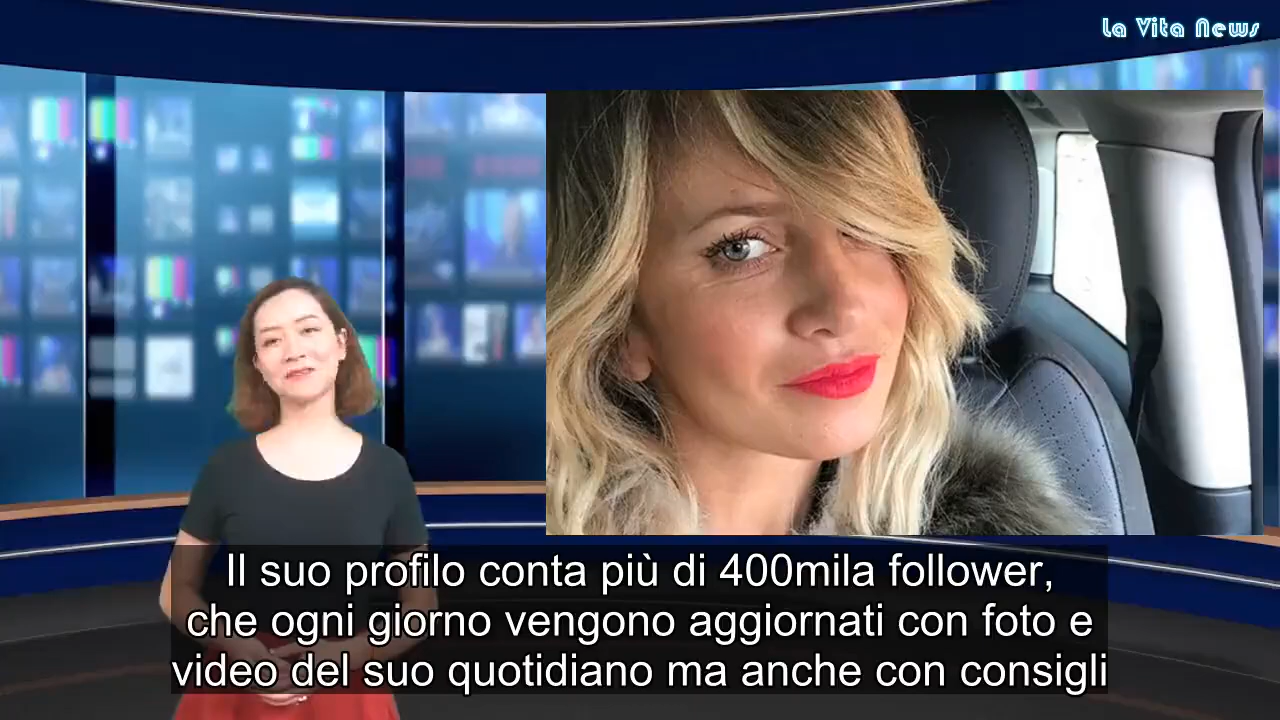 La Vita News
Il suo profilo conta più di 400mila follower,
che ogni giorno vengono aggiornati con foto e
video del suo quotidiano ma anche con consigli